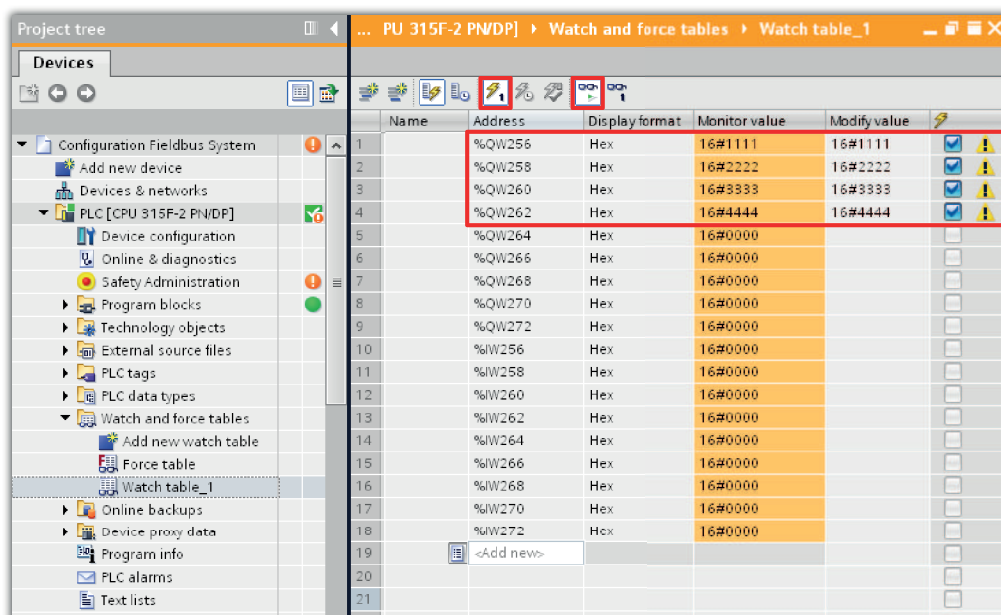 Project tree
Devices
Configuration Fieldbus System
Add new device
Devices & networks
PLC [CPU 315F-2 PN/DP]
Device configuration
Online & diagnostics
Safety Administration
Program blocks
Technology objects
External source files
PLC tags
PLC data types
Watch and force tables
Add new watch table
Force table
Watch table_1
Online backups
Device proxy data
Program info
PLC alarms
Text lists
... PU 315F-2 PN/DP] Watch and force tables Watch table_1
Name Address Display format Monitor value Modify value
1 %QW256 Hex 16#1111 16#1111
2 %QW258 Hex 16#2222 16#2222
3 %QW260 Hex 16#3333 16#3333
4 %QW262 Hex 16#4444 16#4444
5 %QW264 Hex 16#0000
6 %QW266 Hex 16#0000
7 %QW268 Hex 16#0000
8 %QW270 Hex 16#0000
9 %QW272 Hex 16#0000
10 %IW256 Hex 16#0000
11 %IW258 Hex 16#0000
12 %IW260 Hex 16#0000
13 %IW262 Hex 16#0000
14 %IW264 Hex 16#0000
15 %IW266 Hex 16#0000
16 %IW268 Hex 16#0000
17 %IW270 Hex 16#0000
18 %IW272 Hex 16#0000
19 <Add new>
20
21